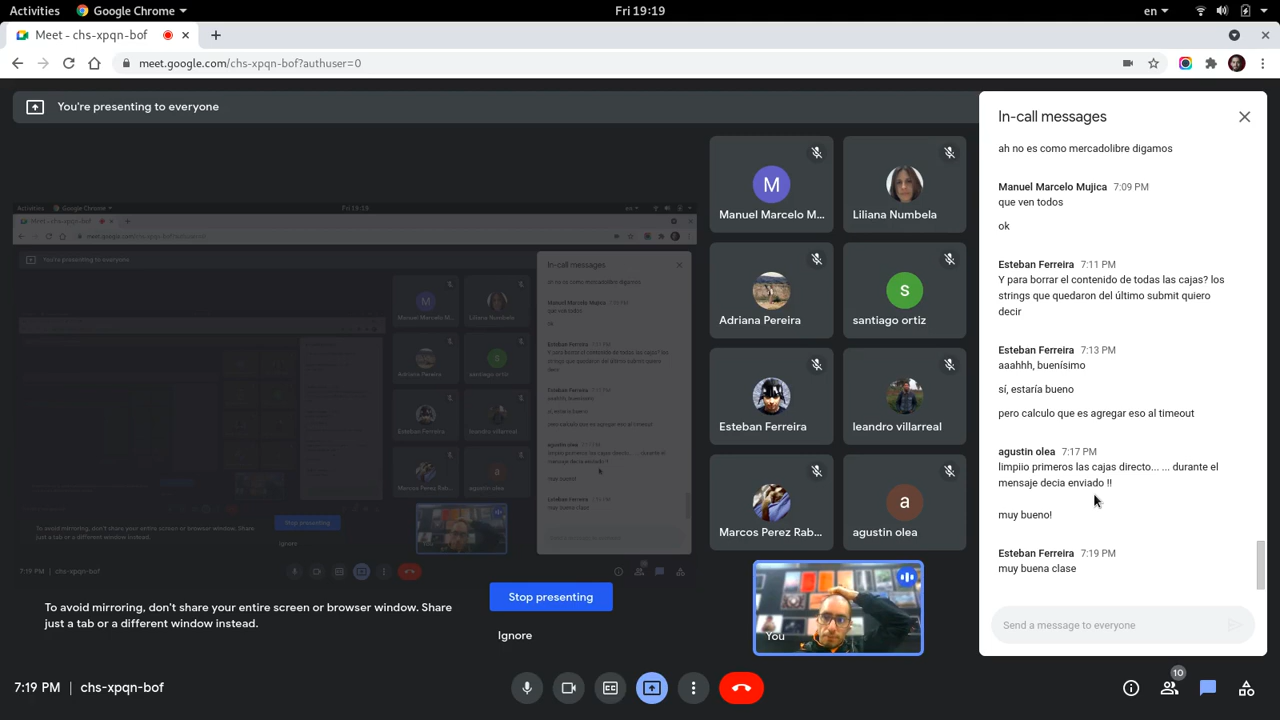 Activities
Google Chrome
Fri 19:19
en
Meet - chs-xpqn-bof
meet.google.com/chs-xpqn-bof?authuser=0
You're presenting to everyone
In-call messages
ah no es como mercadolibre digamos
Manuel Marcelo Mujica 7:09 PM
que ven todos
ok
Esteban Ferreira 7:11 PM
Y para borrar el contenido de todas las cajas? los
strings que quedaron del último submit quiero
decir
Esteban Ferreira 7:13 PM
aaahhh, buenísimo
sí, estaría bueno
pero calculo que es agregar eso al timeout
agustin olea 7:17 PM
limpiio primeros las cajas directo... ... durante el
mensaje decia enviado !!
muy bueno!
Esteban Ferreira 7:19 PM
muy buena clase
Send a message to everyone
M
Manuel Marcelo M...
Liliana Numbela
Adriana Pereira
s
santiago ortiz
Esteban Ferreira
leandro villarreal
Marcos Perez Rab...
a
agustin olea
You
To avoid mirroring, don't share your entire screen or browser window. Share
just a tab or a different window instead.
Stop presenting
Ignore
7:19 PM | chs-xpqn-bof
10